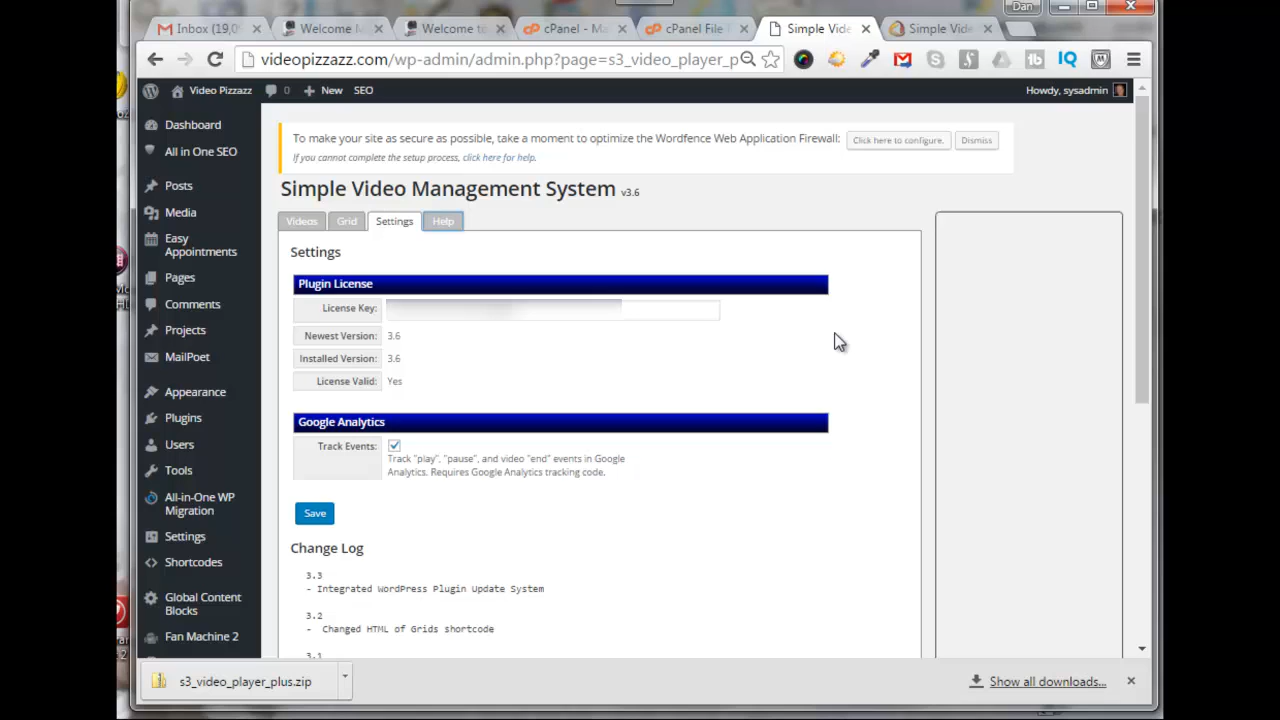 Dan
Inbox (19,0
Welcome M
Welcome to
cPanel - Ma
cPanel File
Simple Vide
Simple Vide
videopizzazz.com/wp-admin/admin.php?page=s3_video_player_p
Video Pizzazz
0
+ New
SEO
Howdy, sysadmin
Dashboard
All in One SEO
Posts
Media
Easy
Appointments
Pages
Comments
Projects
MailPoet
Appearance
Plugins
Users
Tools
All-in-One WP
Migration
Settings
Shortcodes
Global Content
Blocks
Fan Machine 2
To make your site as secure as possible, take a moment to optimize the Wordfence Web Application Firewall:
Click here to configure.
Dismiss
If you cannot complete the setup process, click here for help.
Simple Video Management System v3.6
Videos
Grid
Settings
Help
Settings
Plugin License
License Key:
Newest Version: 3.6
Installed Version: 3.6
License Valid: Yes
Google Analytics
Track Events:
Track "play", "pause", and video "end" events in Google
Analytics. Requires Google Analytics tracking code.
Save
Change Log
3.3
- Integrated WordPress Plugin Update System
3.2
- Changed HTML of Grids shortcode
3.1
s3_video_player_plus.zip
Show all downloads...